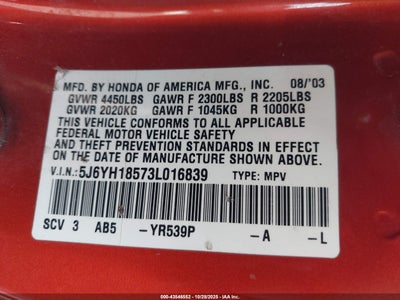 MFD. BY HONDA OF AMERICA MFG., INC. 08/'03
GVWR 4450LBS GAWR F 2300LBS R 2205LBS
GVWR 2020KG GAWR F 1045KG R 1000KG
THIS VEHICLE CONFORMS TO ALL APPLICABLE
FEDERAL MOTOR VEHICLE SAFETY
AND THEFT PREVENTION STANDARDS IN EFFECT
ON THE DATE OF MANUFACTURE SHOWN ABOVE.
V.I.N.: 5J6YH18573L016839 TYPE: MPV
SCV 3 AB5 -YR539P -A -L
© 43546552 - 10/29/2025 - IAA, Inc.